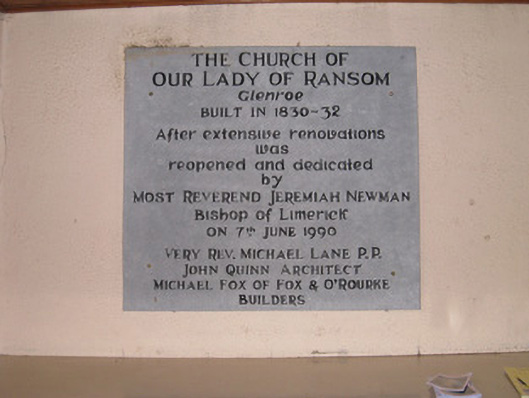 THE CHURCH OF
OUR LADY OF RANSOM
Glenroe
BUILT IN 1830-32
After extensive renovations
was
reopened and dedicated
by
MOST REVEREND JEREMIAH NEWMAN
Bishop of Limerick
ON 7th JUNE 1990
VERY REV. MICHAEL LANE P.P.
JOHN QUINN ARCHITECT
MICHAEL FOX OF FOX & O'ROURKE
BUILDERS